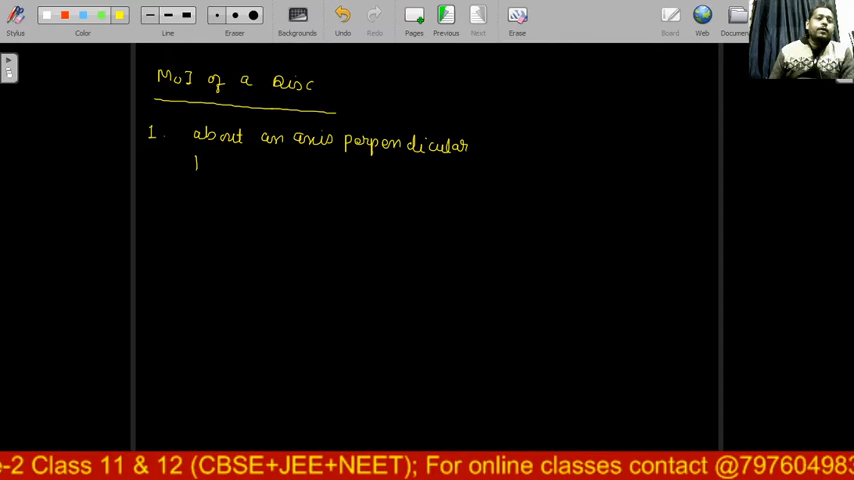 Stylus
Color
Line
Eraser
Backgrounds
Undo
Redo
Pages
Previous
Next
Erase
Board
Web
Documen
MoI of a Disc
1. about an axis perpendicular
-2 Class 11 & 12 (CBSE+JEE+NEET); For online classes contact @797604983